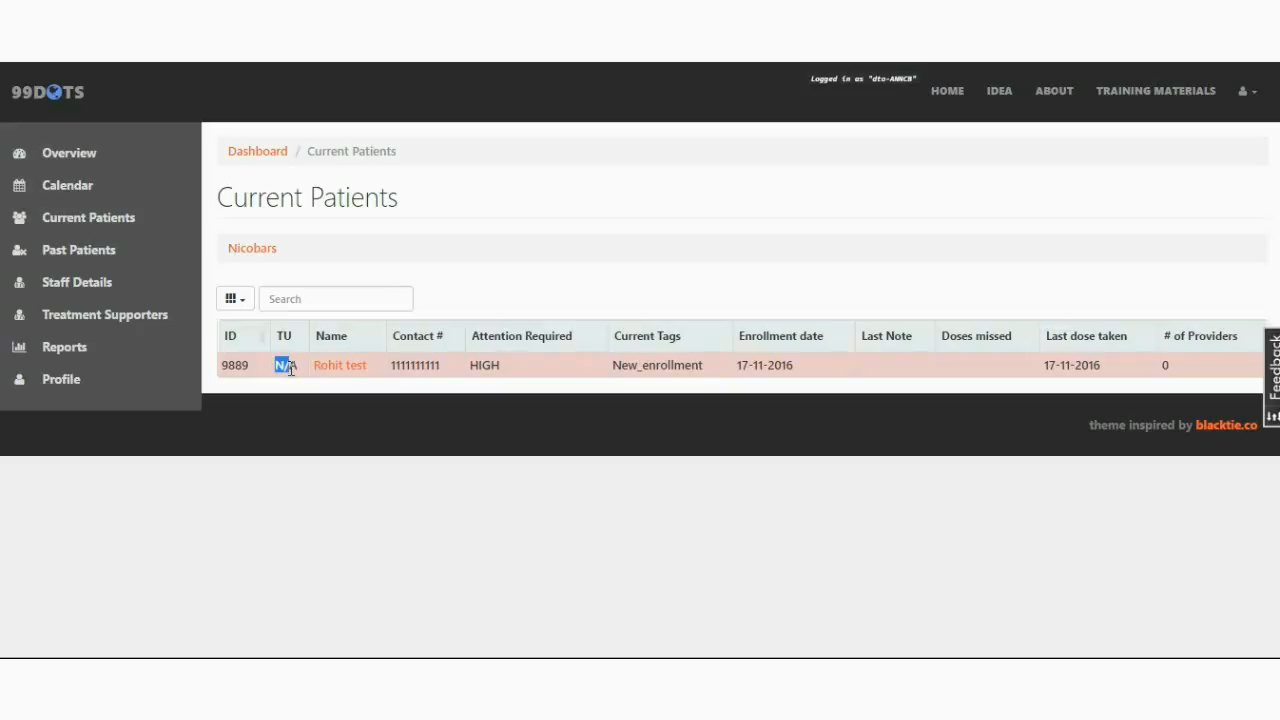 Logged in as "dto-ANNCB"
99DOTS
HOME IDEA ABOUT TRAINING MATERIALS
Overview
Calendar
Current Patients
Past Patients
Staff Details
Treatment Supporters
Reports
Profile
Dashboard / Current Patients
Current Patients
Nicobars
Search
ID TU Name Contact # Attention Required Current Tags Enrollment date Last Note Doses missed Last dose taken # of Providers
9889 N/A Rohit test 1111111111 HIGH New_enrollment 17-11-2016 17-11-2016 0
Feedback
theme inspired by blacktie.co